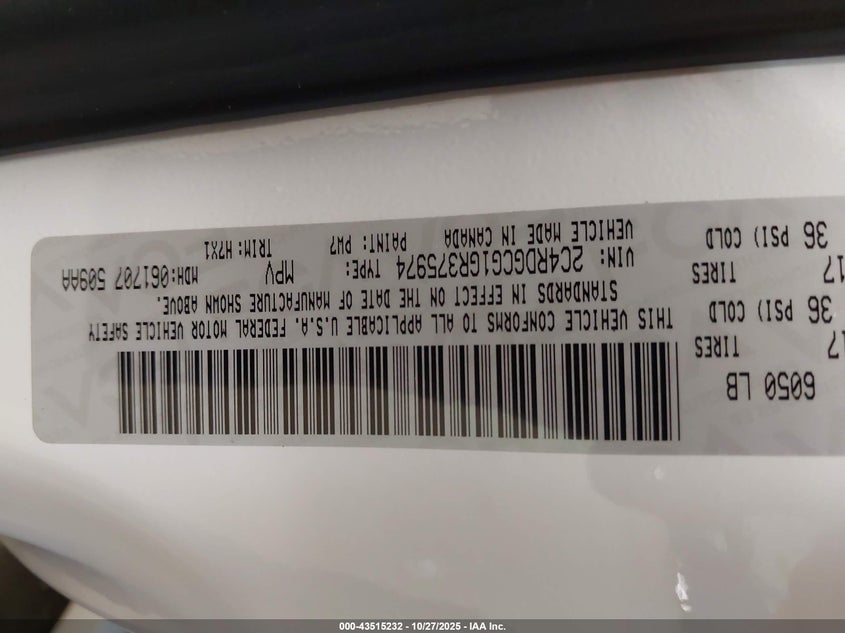 6050 LB
17 TIRES
36 PSI) COLD
17 TIRES
36 PSI) COLD
THIS VEHICLE CONFORMS TO ALL APPLICABLE U.S.A. FEDERAL MOTOR VEHICLE SAFETY
STANDARDS IN EFFECT ON THE DATE OF MANUFACTURE SHOWN ABOVE.
VIN: 2C4RDGCG1GR375974 TYPE: MPV MDH:061707 509AA
VEHICLE MADE IN CANADA PAINT: PW7 TRIM: H7X1
000-43515232 - 10/27/2025 - IAA Inc.